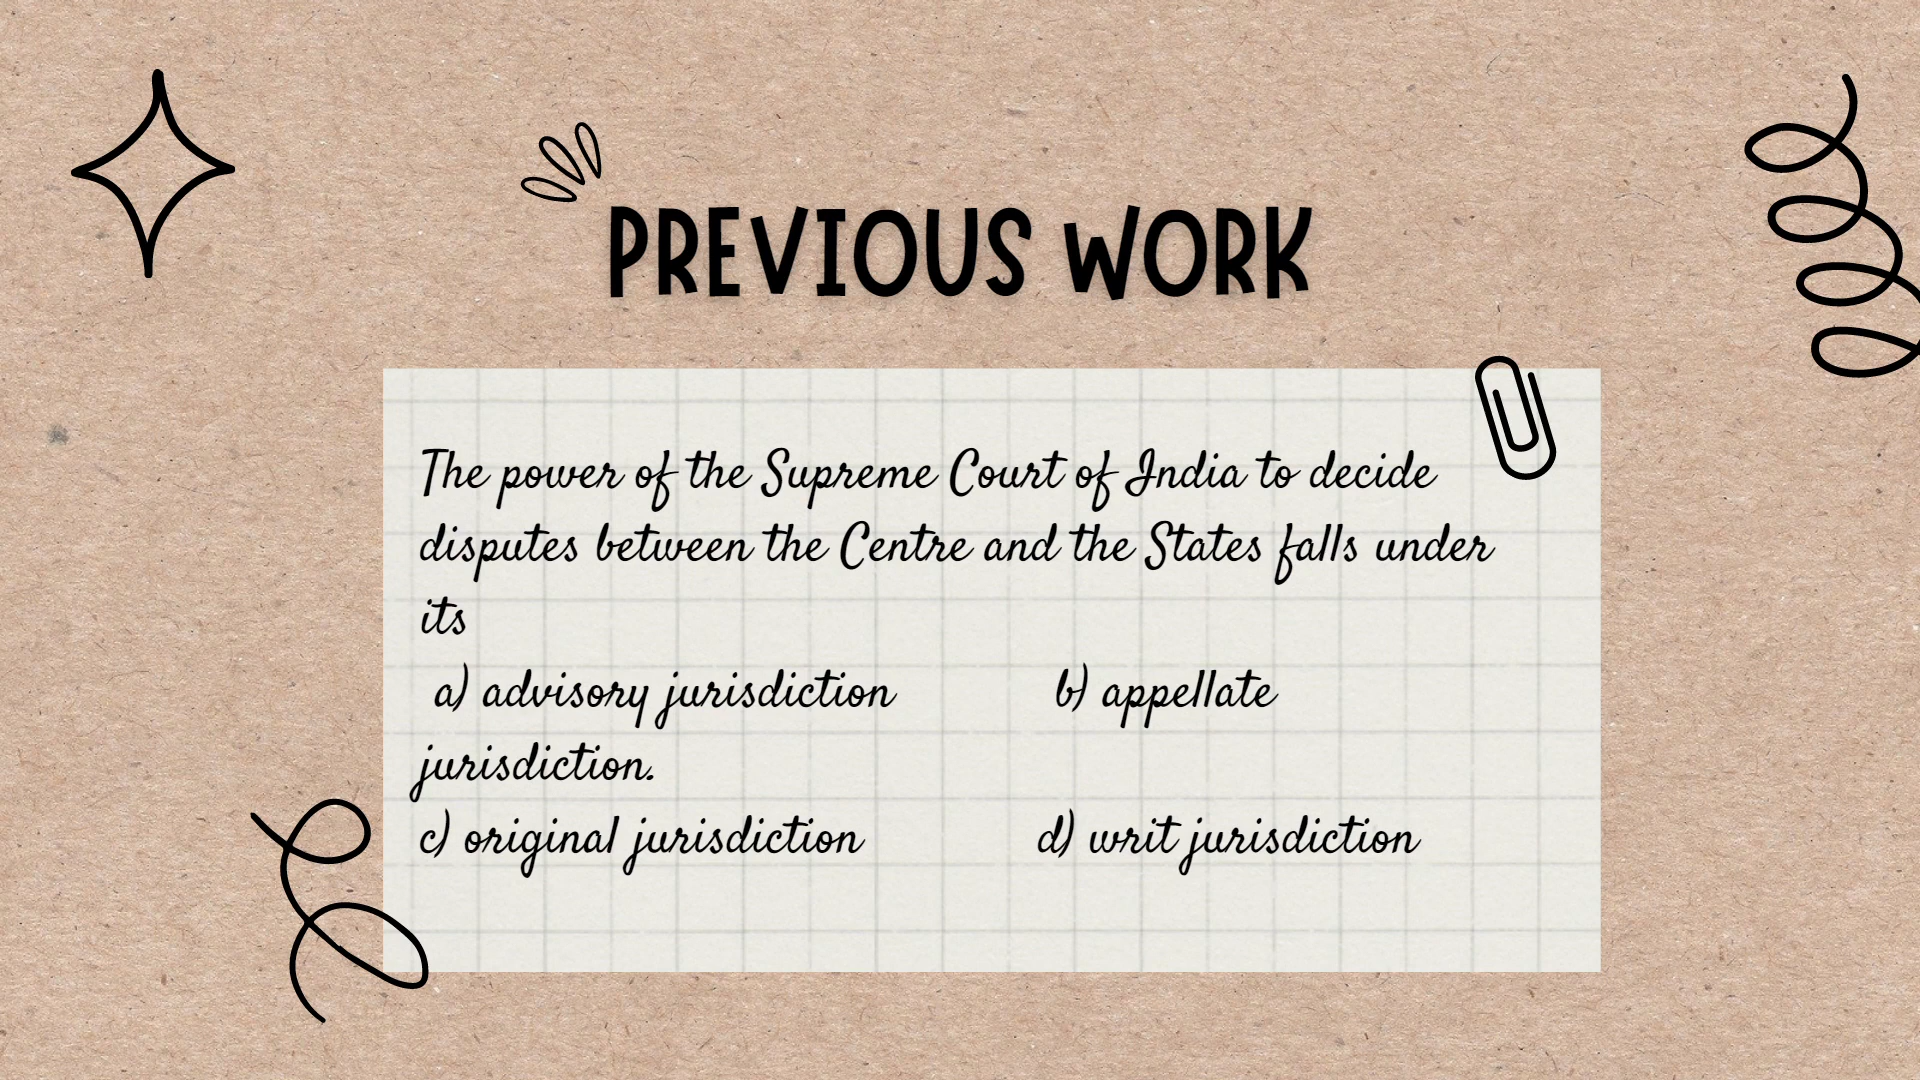 PREVIOUS WORK
The power of the Supreme Court of India to decide
disputes between the Centre and the States falls under
its
a) advisory jurisdiction b) appellate
jurisdiction.
c) original jurisdiction d) writ jurisdiction